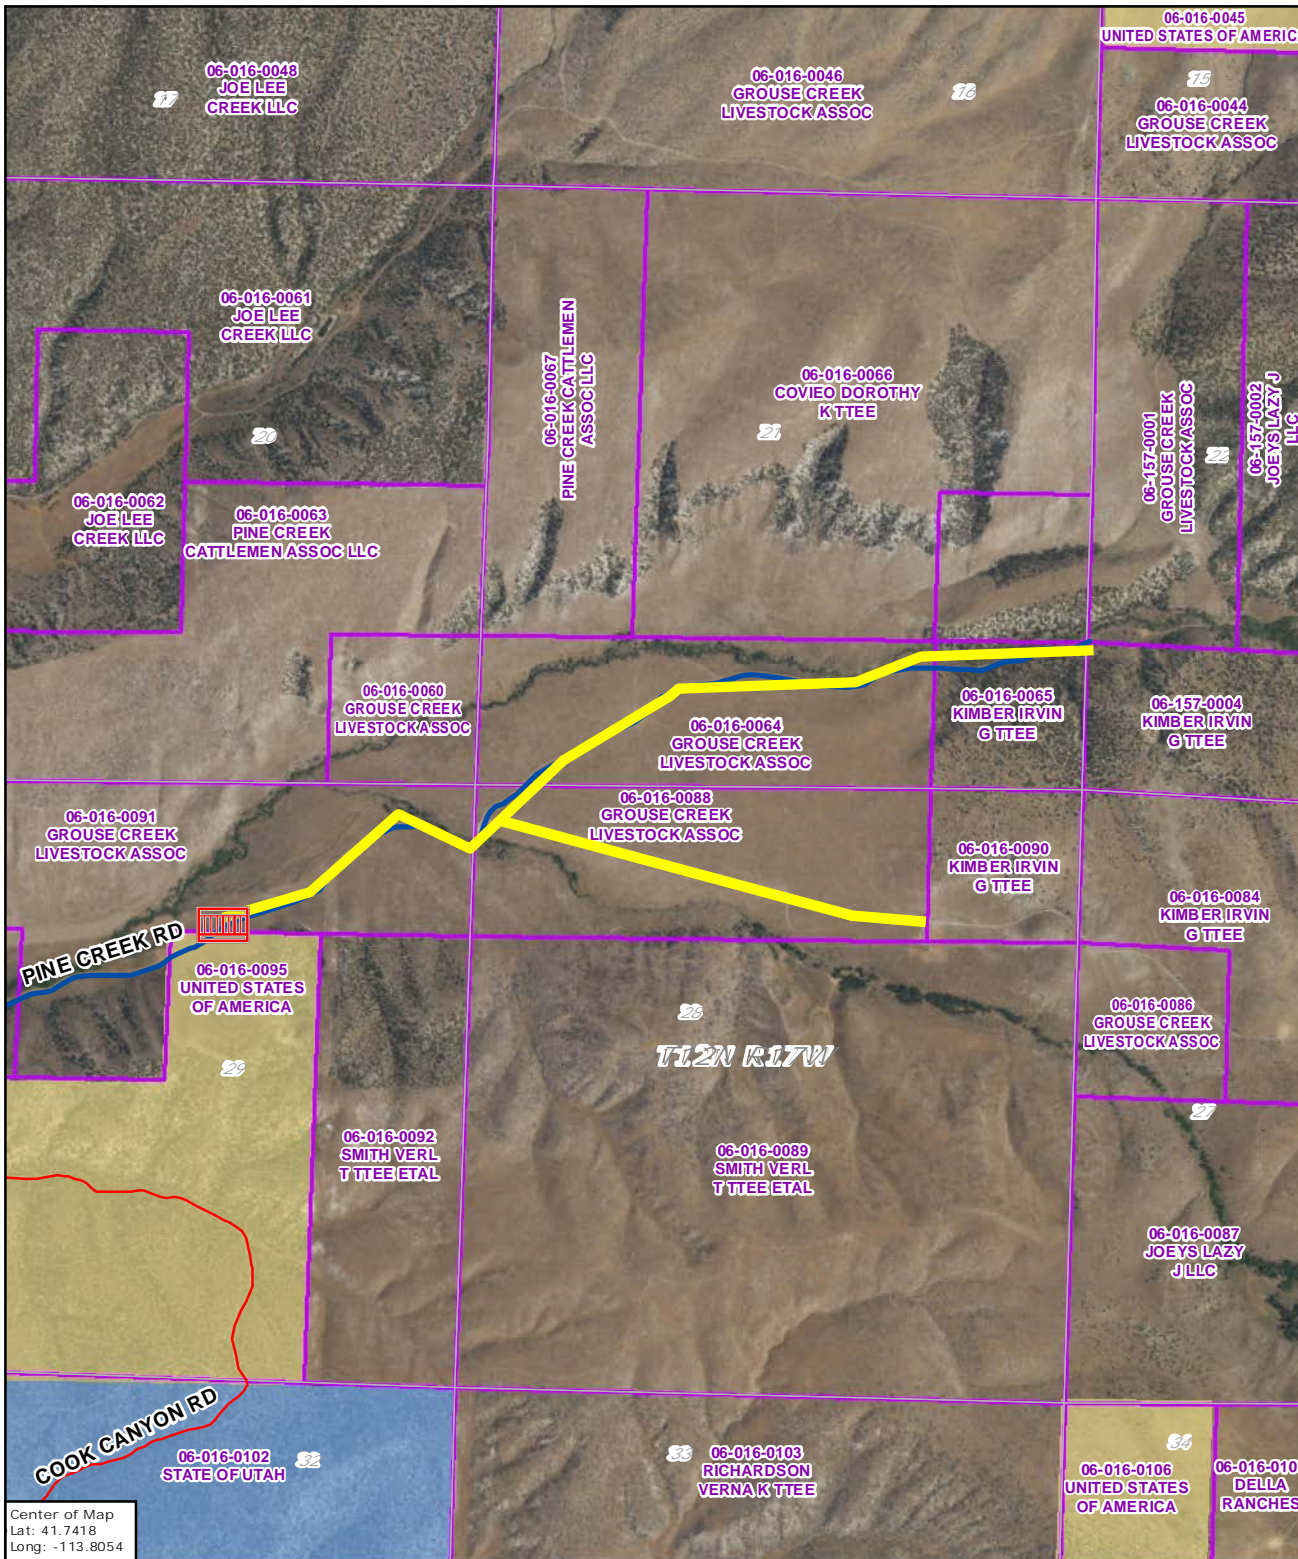 06-016-0045
UNITED STATES OF AMERIC
06-016-0048
JOE LEE
CREEK LLC
17
06-016-0046
GROUSE CREEK
LIVESTOCK ASSOC
16
15
06-016-0044
GROUSE CREEK
LIVESTOCK ASSOC
06-016-0061
JOE LEE
CREEK LLC
20
06-016-0067
PINE CREEK CATTLEMEN
ASSOC LLC
06-016-0066
COVIEO DOROTHY
K TTEE
21
06-157-0001
GROUSE CREEK
LIVESTOCK ASSOC
22
06-157-0002
JOEYS LAZY J
LLC
06-016-0062
JOE LEE
CREEK LLC
06-016-0063
PINE CREEK
CATTLEMEN ASSOC LLC
06-016-0060
GROUSE CREEK
LIVESTOCK ASSOC
06-016-0064
GROUSE CREEK
LIVESTOCK ASSOC
06-016-0065
KIMBER IRVIN
G TTEE
06-157-0004
KIMBER IRVIN
G TTEE
06-016-0091
GROUSE CREEK
LIVESTOCK ASSOC
06-016-0088
GROUSE CREEK
LIVESTOCK ASSOC
06-016-0090
KIMBER IRVIN
G TTEE
06-016-0084
KIMBER IRVIN
G TTEE
PINE CREEK RD
06-016-0095
UNITED STATES
OF AMERICA
29
28
T12N R17W
06-016-0086
GROUSE CREEK
LIVESTOCK ASSOC
27
06-016-0092
SMITH VERL
T TTEE ETAL
06-016-0089
SMITH VERL
T TTEE ETAL
06-016-0087
JOEYS LAZY
J LLC
COOK CANYON RD
06-016-0102
STATE OF UTAH
32
33
06-016-0103
RICHARDSON
VERNA K TTEE
34
06-016-0106
UNITED STATES
OF AMERICA
06-016-010
DELLA
RANCHES
Center of Map
Lat: 41.7418
Long: -113.8054